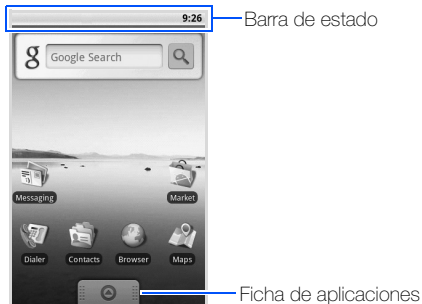 9:26
Barra de estado
g
Google Search
Messaging
Market
Dialer
Contacts
Browser
Maps
Ficha de aplicaciones